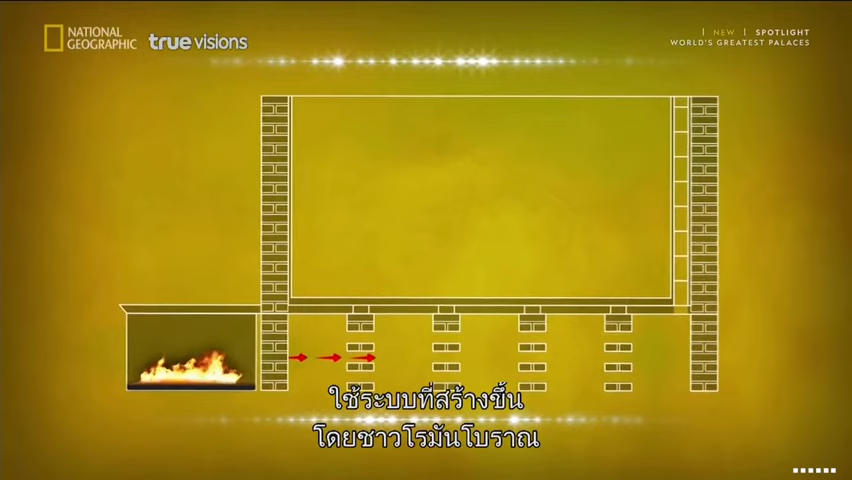 NATIONAL
GEOGRAPHIC
true visions
| NEW | SPOTLIGHT
WORLD'S GREATEST PALACES
ใช้ระบบที่สร้างขึ้น
โดยชาวโรมันโบราณ